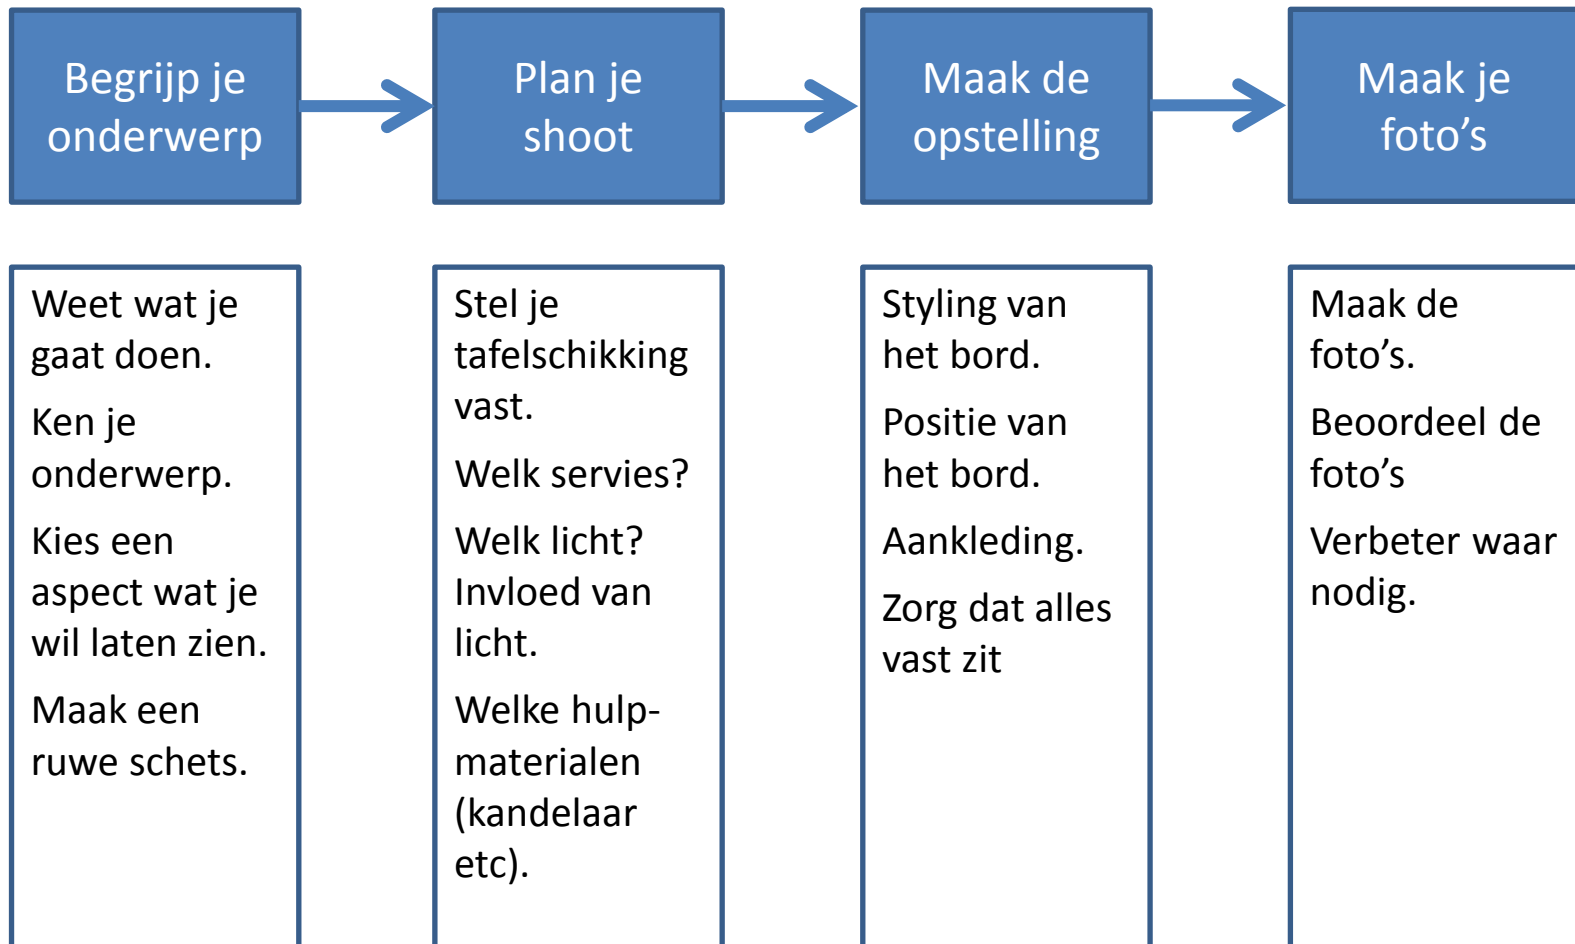 Begrijp je
onderwerp
Plan je
shoot
Maak de
opstelling
Maak je
foto’s
Weet wat je
gaat doen.
Ken je
onderwerp.
Kies een
aspect wat je
wil laten zien.
Maak een
ruwe schets.
Stel je
tafelschikking
vast.
Welk servies?
Welk licht?
Invloed van
licht.
Welke hulp-
materialen
(kandelaar
etc).
Styling van
het bord.
Positie van
het bord.
Aankleding.
Zorg dat alles
vast zit
Maak de
foto’s.
Beoordeel de
foto’s
Verbeter waar
nodig.